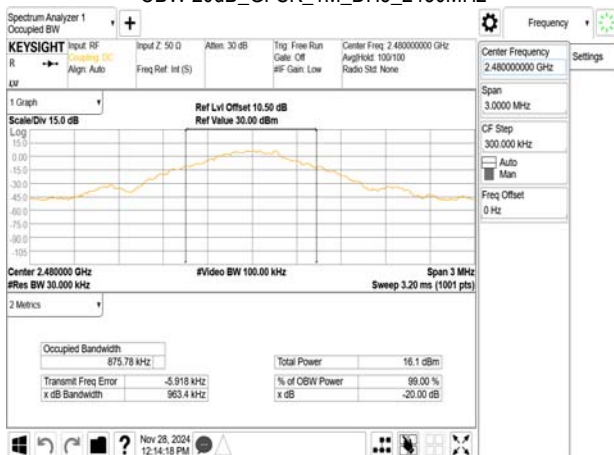 Spectrum Analyzer 1
Occupied BW
Frequency
Settings
KEYSIGHT
R
Input: RF
Coupling: DC
Align: Auto
Input Z: 50 Ω
Freq Ref: Int (S)
Atten: 30 dB
Trig: Free Run
Gate: Off
#IF Gain: Low
Center Freq: 2.480000000 GHz
Avg|Hold: 100/100
Radio Std: None
Center Frequency
2.480000000 GHz
Span
3.0000 MHz
CF Step
300.000 kHz
Auto
Man
Freq Offset
0 Hz
1 Graph
Scale/Div 15.0 dB
Ref Lvl Offset 10.50 dB
Ref Value 30.00 dBm
Log
15.0
0.00
-15.0
-30.0
-45.0
-60.0
-75.0
-90.0
-105
Center 2.480000 GHz
#Res BW 30.000 kHz
#Video BW 100.00 kHz
Span 3 MHz
Sweep 3.20 ms (1001 pts)
2 Metrics
Occupied Bandwidth
875.78 kHz
Total Power 16.1 dBm
Transmit Freq Error -5.918 kHz
% of OBW Power 99.00 %
x dB Bandwidth 963.4 kHz
x dB -20.00 dB
Nov 28, 2024
12:14:18 PM